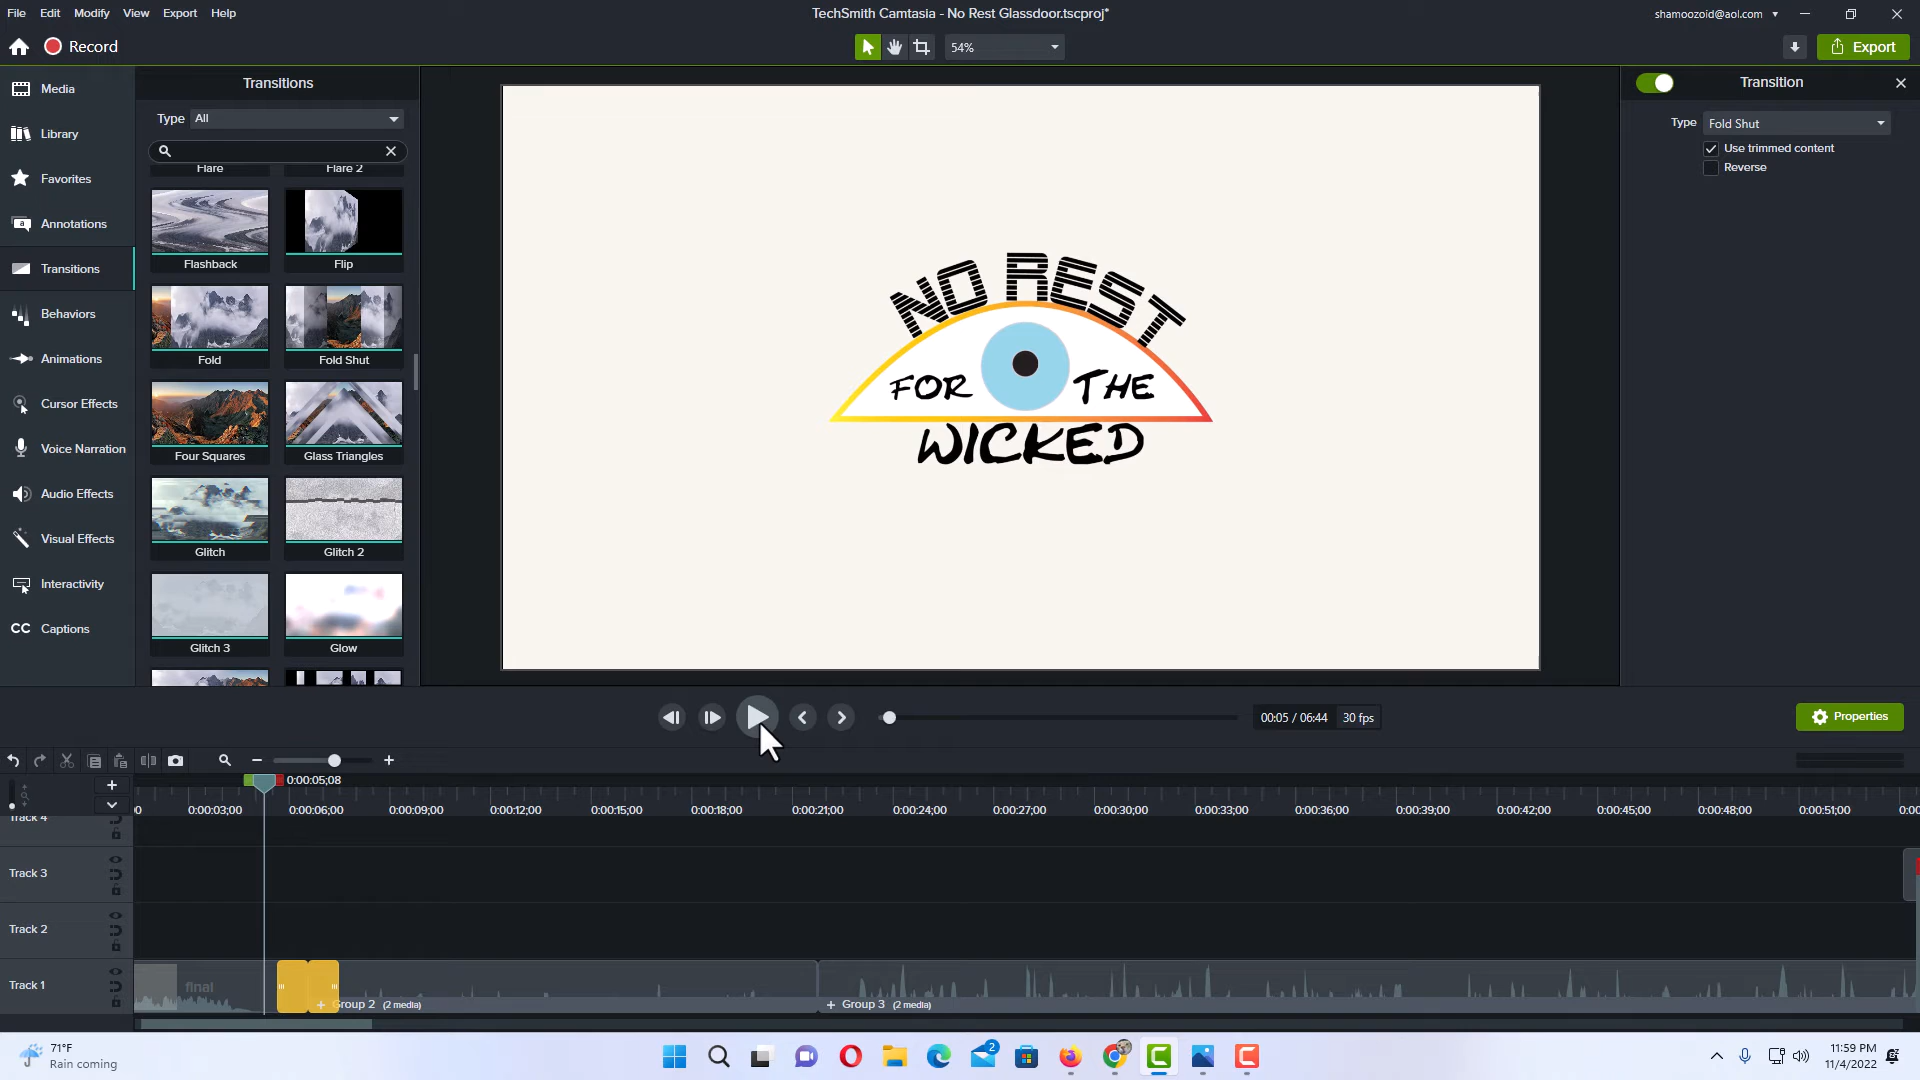 File Edit Modify View Export Help
TechSmith Camtasia - No Rest Glassdoor.tscproj*
shamoozoid@aol.com
Record
54%
Export
Media
Library
Favorites
Annotations
Transitions
Behaviors
Animations
Cursor Effects
Voice Narration
Audio Effects
Visual Effects
Interactivity
CC Captions
Transitions
Type All
Flare Flare 2
Flashback Flip
Fold Fold Shut
Four Squares Glass Triangles
Glitch Glitch 2
Glitch 3 Glow
NO REST
FOR THE
WICKED
Transition
Type Fold Shut
Use trimmed content
Reverse
00:05 / 06:44 30 fps
Properties
0:00:05;08
0:00:03;00 0:00:06;00 0:00:09;00 0:00:12;00 0:00:15;00 0:00:18;00 0:00:21;00 0:00:24;00 0:00:27;00 0:00:30;00 0:00:33;00 0:00:36;00 0:00:39;00 0:00:42;00 0:00:45;00 0:00:48;00 0:00:51;00
Track 4
Track 3
Track 2
Track 1
final
+ Group 2 (2 media)
+ Group 3 (2 media)
71°F
Rain coming
2
11:59 PM
11/4/2022